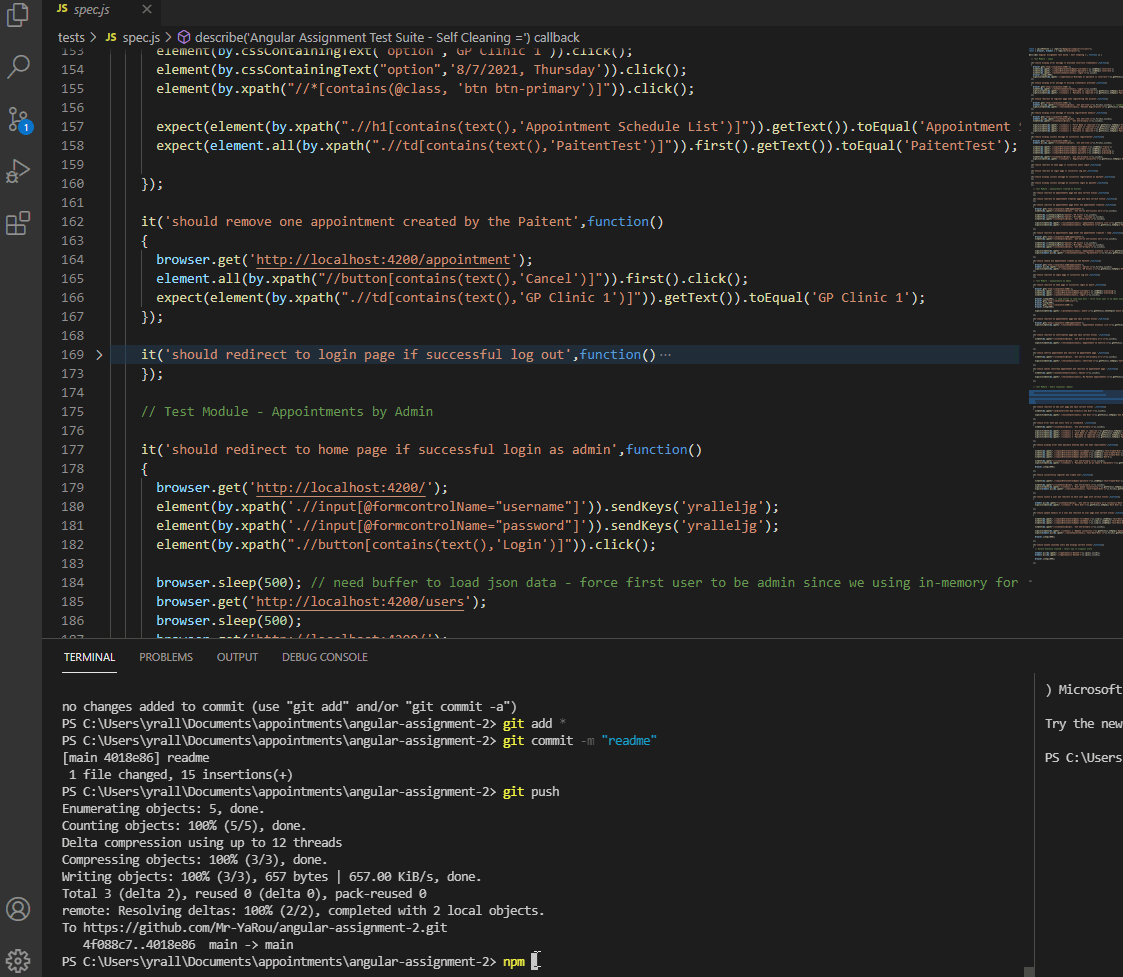 JS spec.js ×
tests > JS spec.js > describe('Angular Assignment Test Suite - Self Cleaning =') callback
153 element(by.cssContainingText("option",'GP Clinic 1')).click();
154 element(by.cssContainingText("option",'8/7/2021, Thursday')).click();
155 element(by.xpath("//*[contains(@class, 'btn btn-primary')]")).click();
156
157 expect(element(by.xpath(".//h1[contains(text(),'Appointment Schedule List')]")).getText()).toEqual('Appointment
158 expect(element.all(by.xpath(".//td[contains(text(),'PaitentTest')]")).first().getText()).toEqual('PaitentTest');
160 });
161
162 it('should remove one appointment created by the Paitent',function()
163 {
164 browser.get('http://localhost:4200/appointment');
165 element.all(by.xpath("//button[contains(text(),'Cancel')]")).first().click();
166 expect(element(by.xpath(".//td[contains(text(),'GP Clinic 1')]")).getText()).toEqual('GP Clinic 1');
167 });
168
169 > it('should redirect to login page if successful log out',function() ⋯
173 });
174
175 // Test Module - Appointments by Admin
176
177 it('should redirect to home page if successful login as admin',function()
178 {
179 browser.get('http://localhost:4200/');
180 element(by.xpath('.//input[@formcontrolName="username"]')).sendKeys('yralleljg');
181 element(by.xpath('.//input[@formcontrolName="password"]')).sendKeys('yralleljg');
182 element(by.xpath(".//button[contains(text(),'Login')]")).click();
183
184 browser.sleep(500); // need buffer to load json data - force first user to be admin since we using in-memory for
185 browser.get('http://localhost:4200/users');
186 browser.sleep(500);
187 browser.get('http://localhost:4200/');
1
TERMINAL PROBLEMS OUTPUT DEBUG CONSOLE
no changes added to commit (use "git add" and/or "git commit -a")
PS C:\Users\yrall\Documents\appointments\angular-assignment-2> git add *
PS C:\Users\yrall\Documents\appointments\angular-assignment-2> git commit -m "readme"
[main 4018e86] readme
1 file changed, 15 insertions(+)
PS C:\Users\yrall\Documents\appointments\angular-assignment-2> git push
Enumerating objects: 5, done.
Counting objects: 100% (5/5), done.
Delta compression using up to 12 threads
Compressing objects: 100% (3/3), done.
Writing objects: 100% (3/3), 657 bytes | 657.00 KiB/s, done.
Total 3 (delta 2), reused 0 (delta 0), pack-reused 0
remote: Resolving deltas: 100% (2/2), completed with 2 local objects.
To https://github.com/Mr-YaRou/angular-assignment-2.git
4f088c7..4018e86 main -> main
PS C:\Users\yrall\Documents\appointments\angular-assignment-2> npm
) Microsoft
Try the new
PS C:\Users